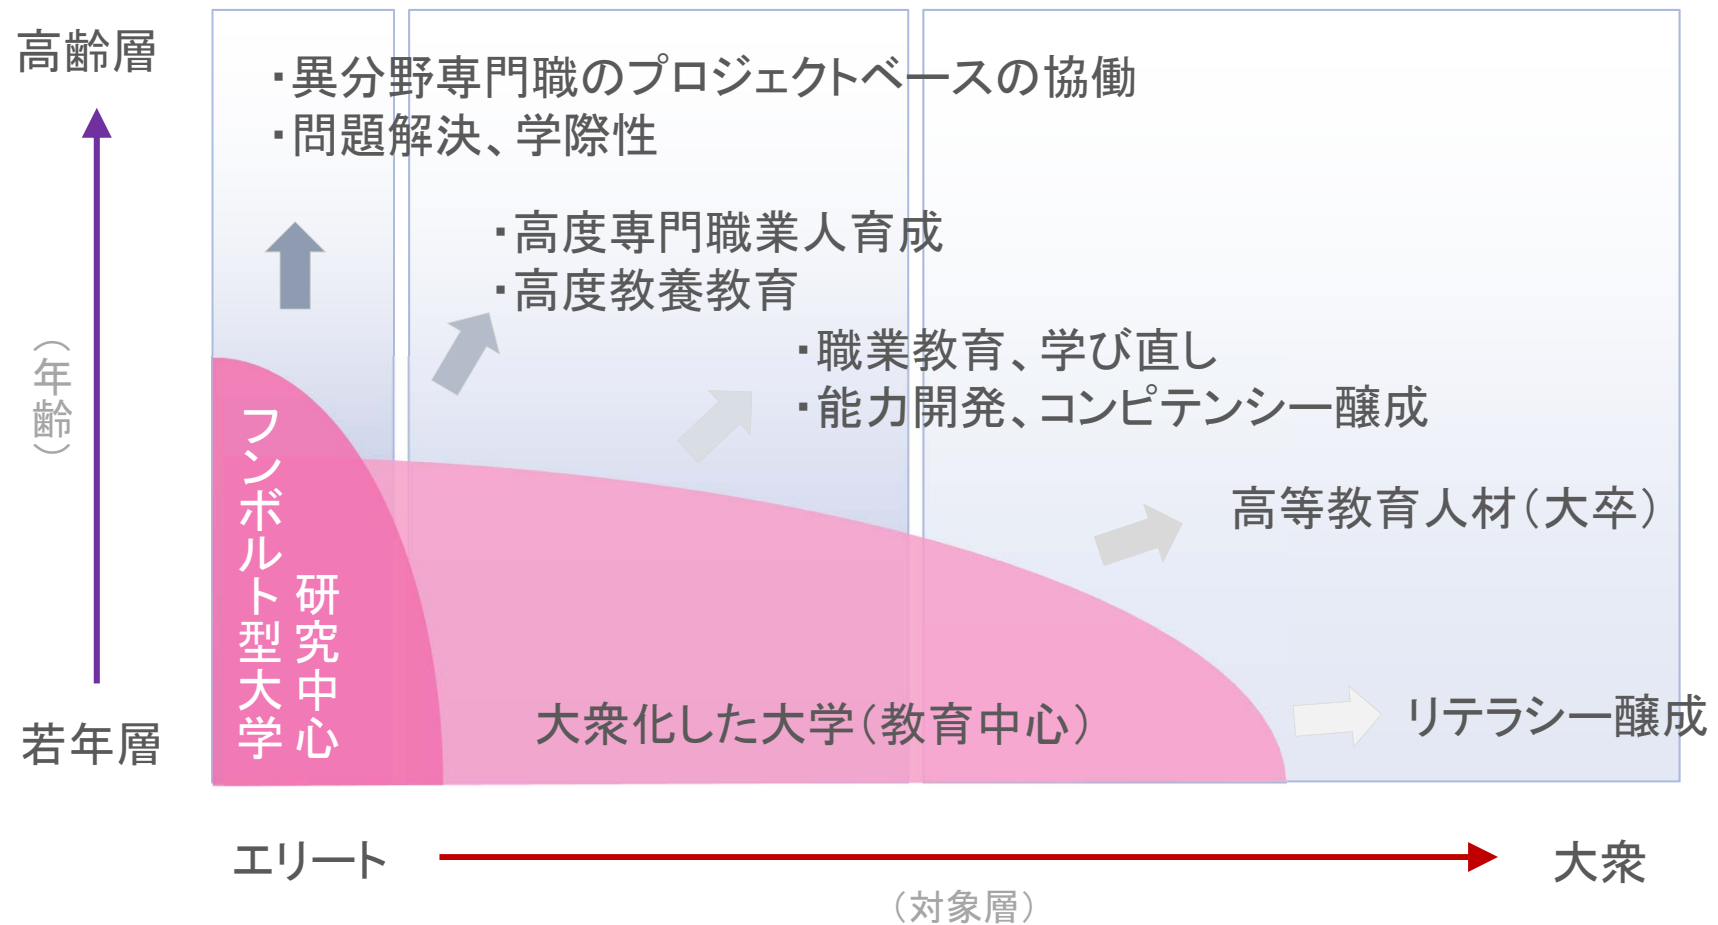 高齢層
・異分野専門職のプロジェクトベースの協働
・問題解決、学際性
・高度専門職業人育成
・高度教養教育
（年齢）
・職業教育、学び直し
・能力開発、コンピテンシー醸成
高等教育人材（大卒）
フンボルト型大学
研究中心
大衆化した大学（教育中心）
リテラシー醸成
若年層
エリート
大衆
（対象層）